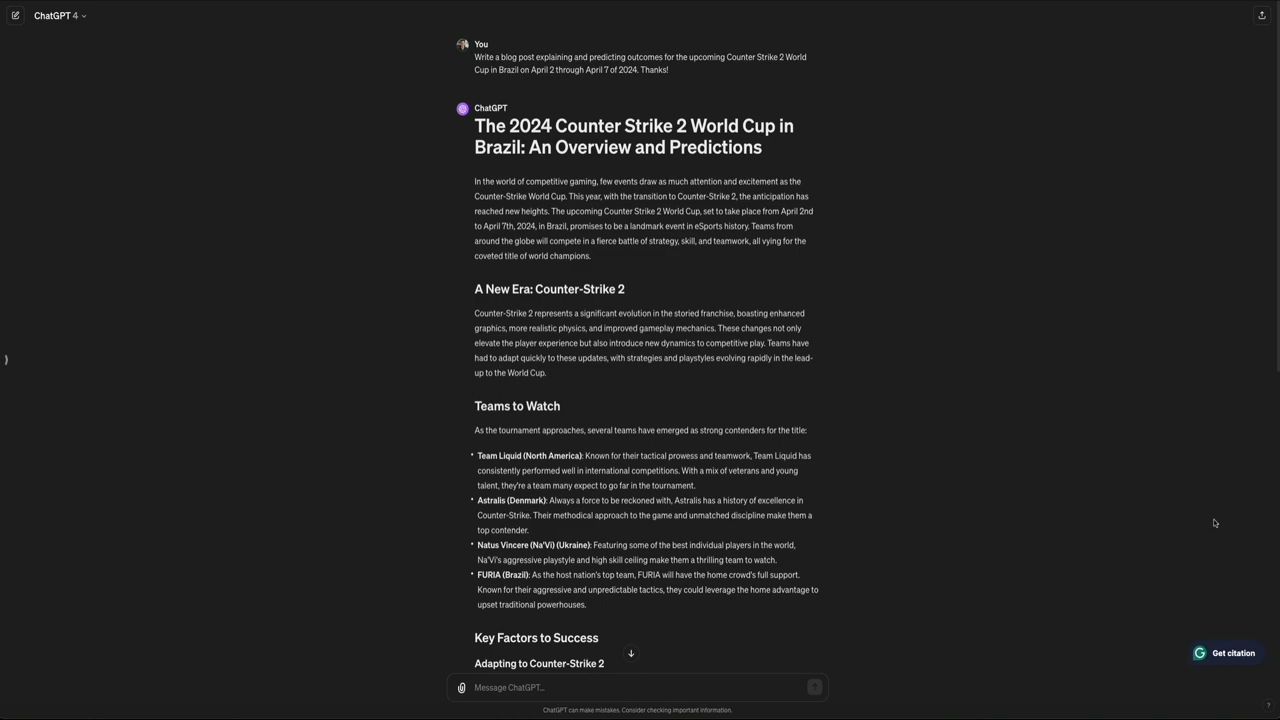 ChatGPT 4
You
Write a blog post explaining and predicting outcomes for the upcoming Counter Strike 2 World
Cup in Brazil on April 2 through April 7 of 2024. Thanks!
ChatGPT
The 2024 Counter Strike 2 World Cup in
Brazil: An Overview and Predictions
In the world of competitive gaming, few events draw as much attention and excitement as the
Counter-Strike World Cup. This year, with the transition to Counter-Strike 2, the anticipation has
reached new heights. The upcoming Counter Strike 2 World Cup, set to take place from April 2nd
to April 7th, 2024, in Brazil, promises to be a landmark event in eSports history. Teams from
around the globe will compete in a fierce battle of strategy, skill, and teamwork, all vying for the
coveted title of world champions.
A New Era: Counter-Strike 2
Counter-Strike 2 represents a significant evolution in the storied franchise, boasting enhanced
graphics, more realistic physics, and improved gameplay mechanics. These changes not only
elevate the player experience but also introduce new dynamics to competitive play. Teams have
had to adapt quickly to these updates, with strategies and playstyles evolving rapidly in the lead-
up to the World Cup.
Teams to Watch
As the tournament approaches, several teams have emerged as strong contenders for the title:
• Team Liquid (North America): Known for their tactical prowess and teamwork, Team Liquid has
consistently performed well in international competitions. With a mix of veterans and young
talent, they're a team many expect to go far in the tournament.
• Astralis (Denmark): Always a force to be reckoned with, Astralis has a history of excellence in
Counter-Strike. Their methodical approach to the game and unmatched discipline make them a
top contender.
• Natus Vincere (Na'Vi) (Ukraine): Featuring some of the best individual players in the world,
Na'Vi's aggressive playstyle and high skill ceiling make them a thrilling team to watch.
• FURIA (Brazil): As the host nation's top team, FURIA will have the home crowd's full support.
Known for their aggressive and unpredictable tactics, they could leverage the home advantage to
upset traditional powerhouses.
Key Factors to Success
Adapting to Counter-Strike 2
Get citation
Message ChatGPT...
ChatGPT can make mistakes. Consider checking important information.
?